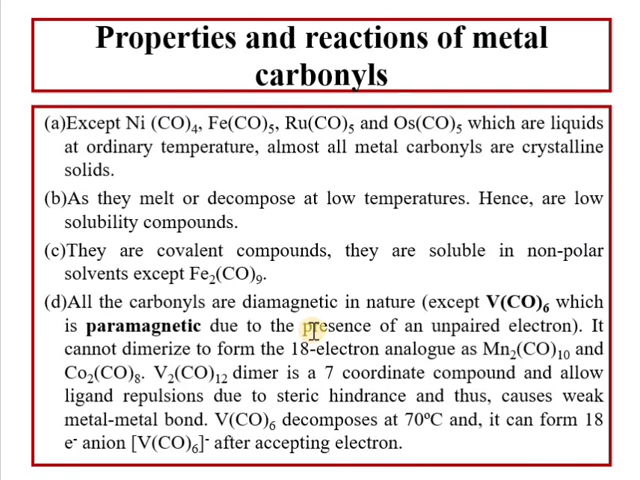 Properties and reactions of metal
carbonyls
(a)Except Ni (CO)₄, Fe(CO)₅, Ru(CO)₅ and Os(CO)₅ which are liquids
at ordinary temperature, almost all metal carbonyls are crystalline
solids.
(b)As they melt or decompose at low temperatures. Hence, are low
solubility compounds.
(c)They are covalent compounds, they are soluble in non-polar
solvents except Fe₂(CO)₉.
(d)All the carbonyls are diamagnetic in nature (except V(CO)₆ which
is paramagnetic due to the presence of an unpaired electron). It
cannot dimerize to form the 18-electron analogue as Mn₂(CO)₁₀ and
Co₂(CO)₈. V₂(CO)₁₂ dimer is a 7 coordinate compound and allow
ligand repulsions due to steric hindrance and thus, causes weak
metal-metal bond. V(CO)₆ decomposes at 70ºC and, it can form 18
e⁻ anion [V(CO)₆]⁻ after accepting electron.